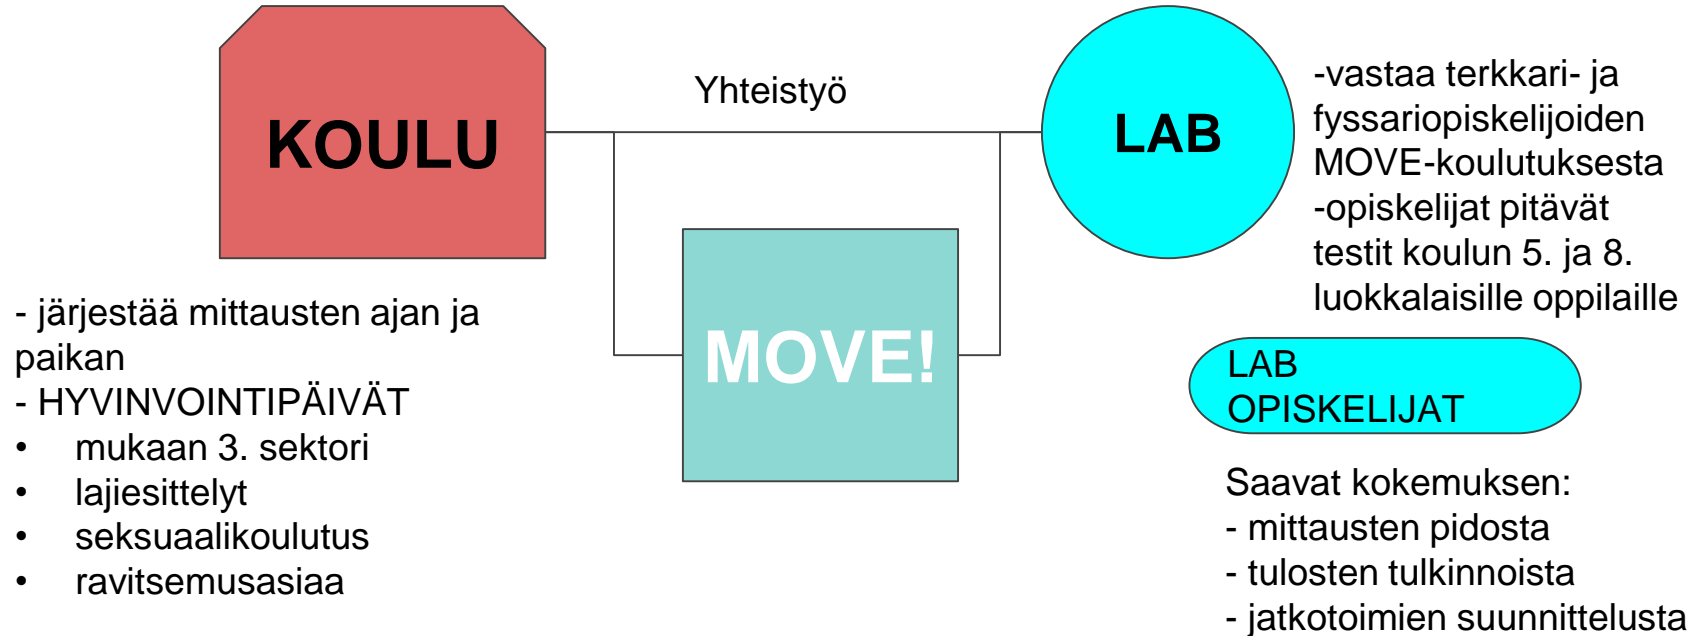 KOULU
Yhteistyö
LAB
-vastaa terkkari- ja
fyssariopiskelijoiden
MOVE-koulutuksesta
-opiskelijat pitävät
testit koulun 5. ja 8.
luokkalaisille oppilaille
MOVE!
- järjestää mittausten ajan ja
paikan
- HYVINVOINTIPÄIVÄT
• mukaan 3. sektori
• lajiesittelyt
• seksuaalikoulutus
• ravitsemusasiaa
LAB
OPISKELIJAT
Saavat kokemuksen:
- mittausten pidosta
- tulosten tulkinnoista
- jatkotoimien suunnittelusta